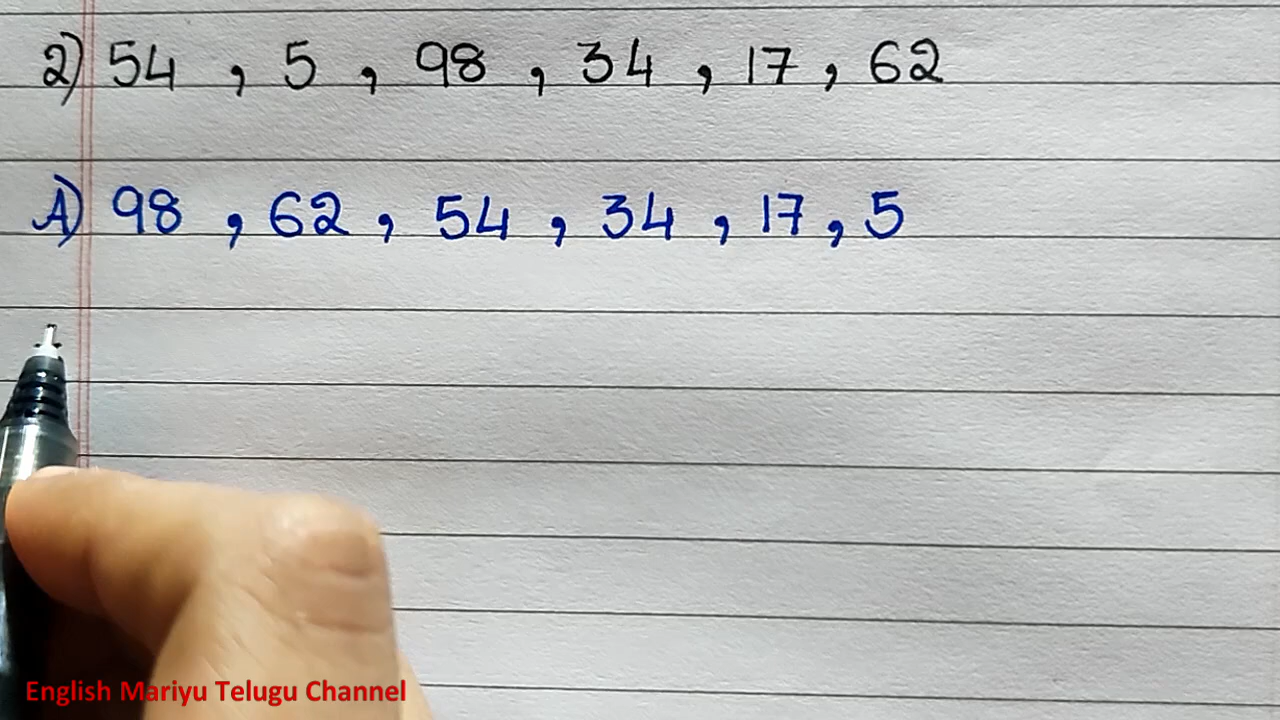 2) 54 , 5 , 98 , 34 , 17 , 62
A) 98 , 62 , 54 , 34 , 17 , 5
English Mariyu Telugu Channel